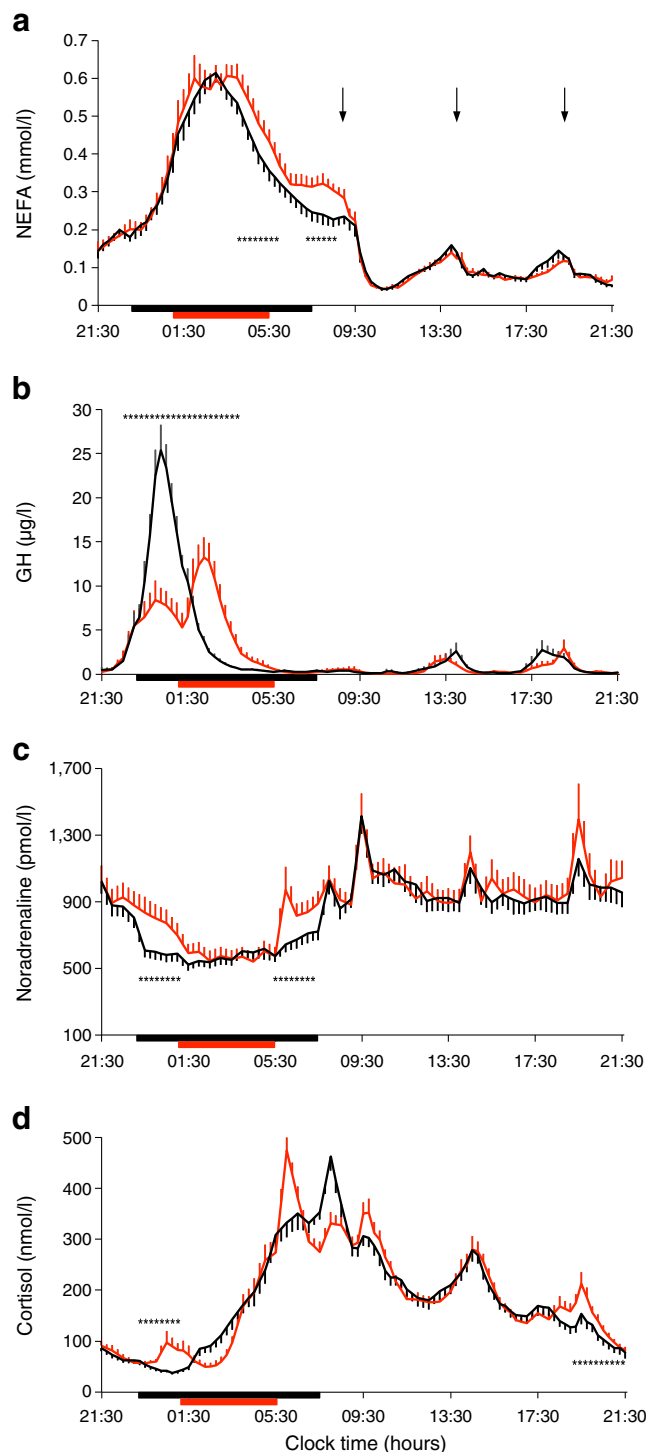 a
0.7
0.6
0.5
0.4
0.3
0.2
0.1
0
NEFA (mmol/l)
******** ******
21:30 01:30 05:30 09:30 13:30 17:30 21:30
b
**********************
30
25
20
15
10
5
0
GH (µg/l)
21:30 01:30 05:30 09:30 13:30 17:30 21:30
c
1,700
1,300
900
500
100
Noradrenaline (pmol/l)
******** ********
21:30 01:30 05:30 09:30 13:30 17:30 21:30
d
500
400
300
200
100
0
Cortisol (nmol/l)
********
**********
21:30 01:30 05:30 09:30 13:30 17:30 21:30
Clock time (hours)